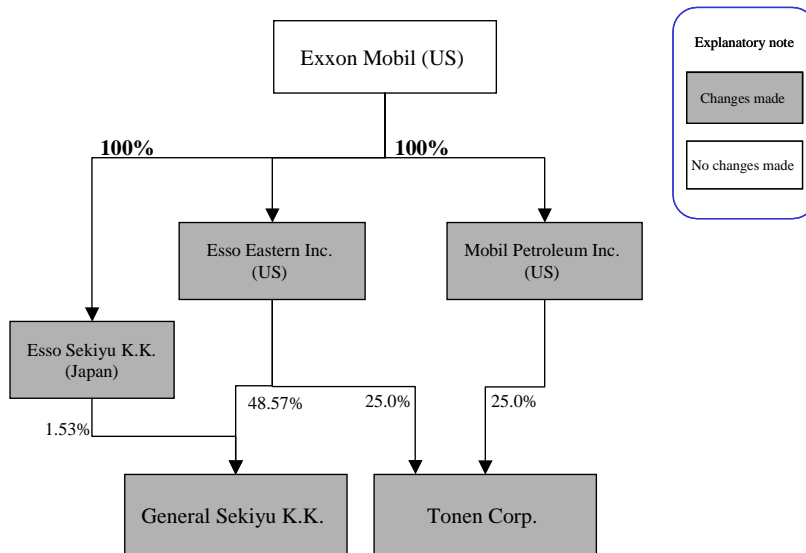 Exxon Mobil (US)
Explanatory note
Changes made
No changes made
100%
100%
Esso Eastern Inc.
(US)
Mobil Petroleum Inc.
(US)
Esso Sekiyu K.K.
(Japan)
1.53%
48.57%
25.0%
25.0%
General Sekiyu K.K.
Tonen Corp.